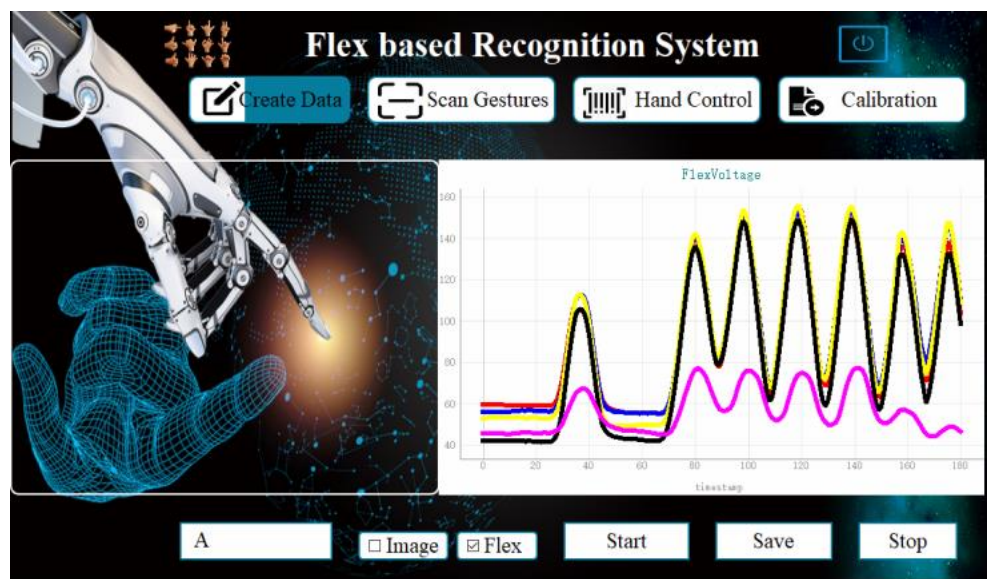 Flex based Recognition System
Create Data Scan Gestures Hand Control Calibration
FlexVoltage
160
140
120
100
80
60
40
0 20 40 60 80 100 120 140 160 180
timestamp
A Image Flex Start Save Stop